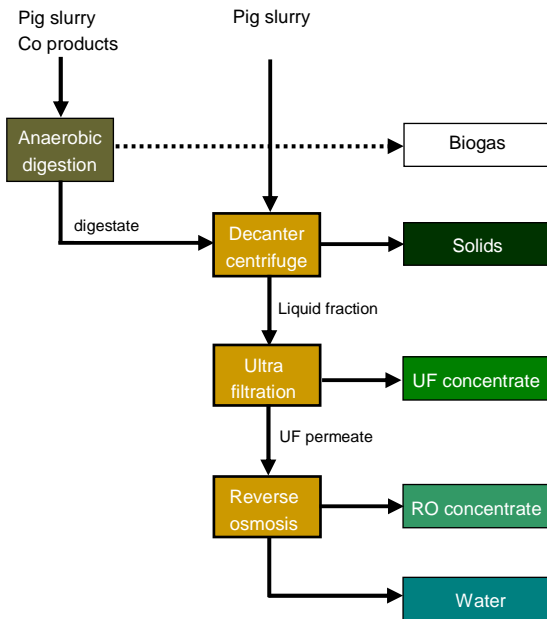 Pig slurry
Co products
Pig slurry
Anaerobic
digestion
Biogas
digestate
Decanter
centrifuge
Solids
Liquid fraction
Ultra
filtration
UF concentrate
UF permeate
Reverse
osmosis
RO concentrate
Water